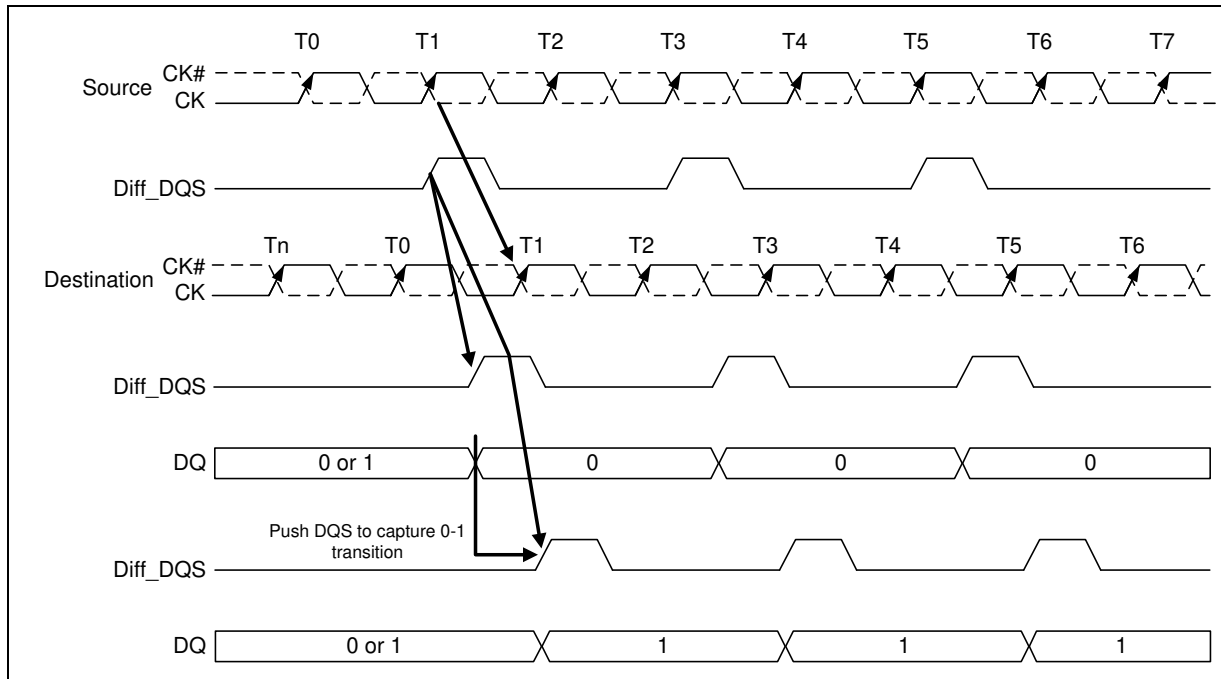 T0 T1 T2 T3 T4 T5 T6 T7
CK#
Source
CK
Diff_DQS
Tn T0 T1 T2 T3 T4 T5 T6
CK#
Destination
CK
Diff_DQS
DQ 0 or 1 0 0 0
Push DQS to capture 0-1
transition
Diff_DQS
DQ 0 or 1 1 1 1